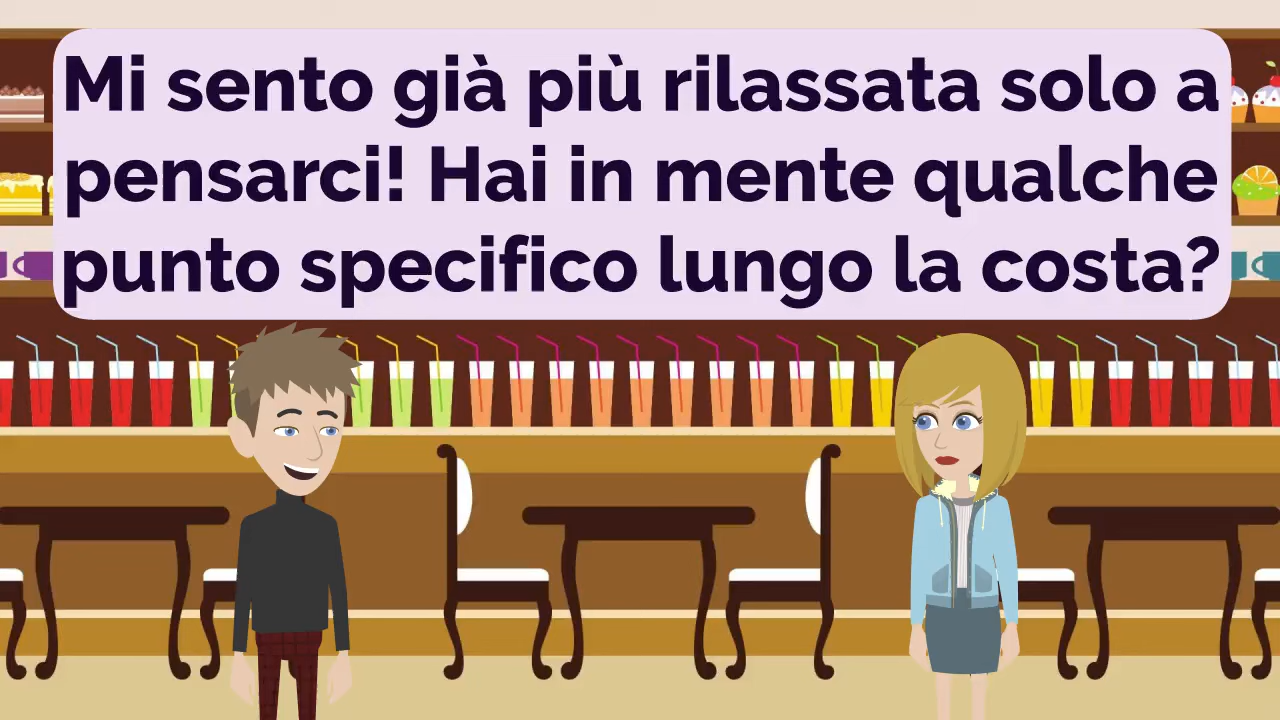 Mi sento già più rilassata solo a
pensarci! Hai in mente qualche
punto specifico lungo la costa?